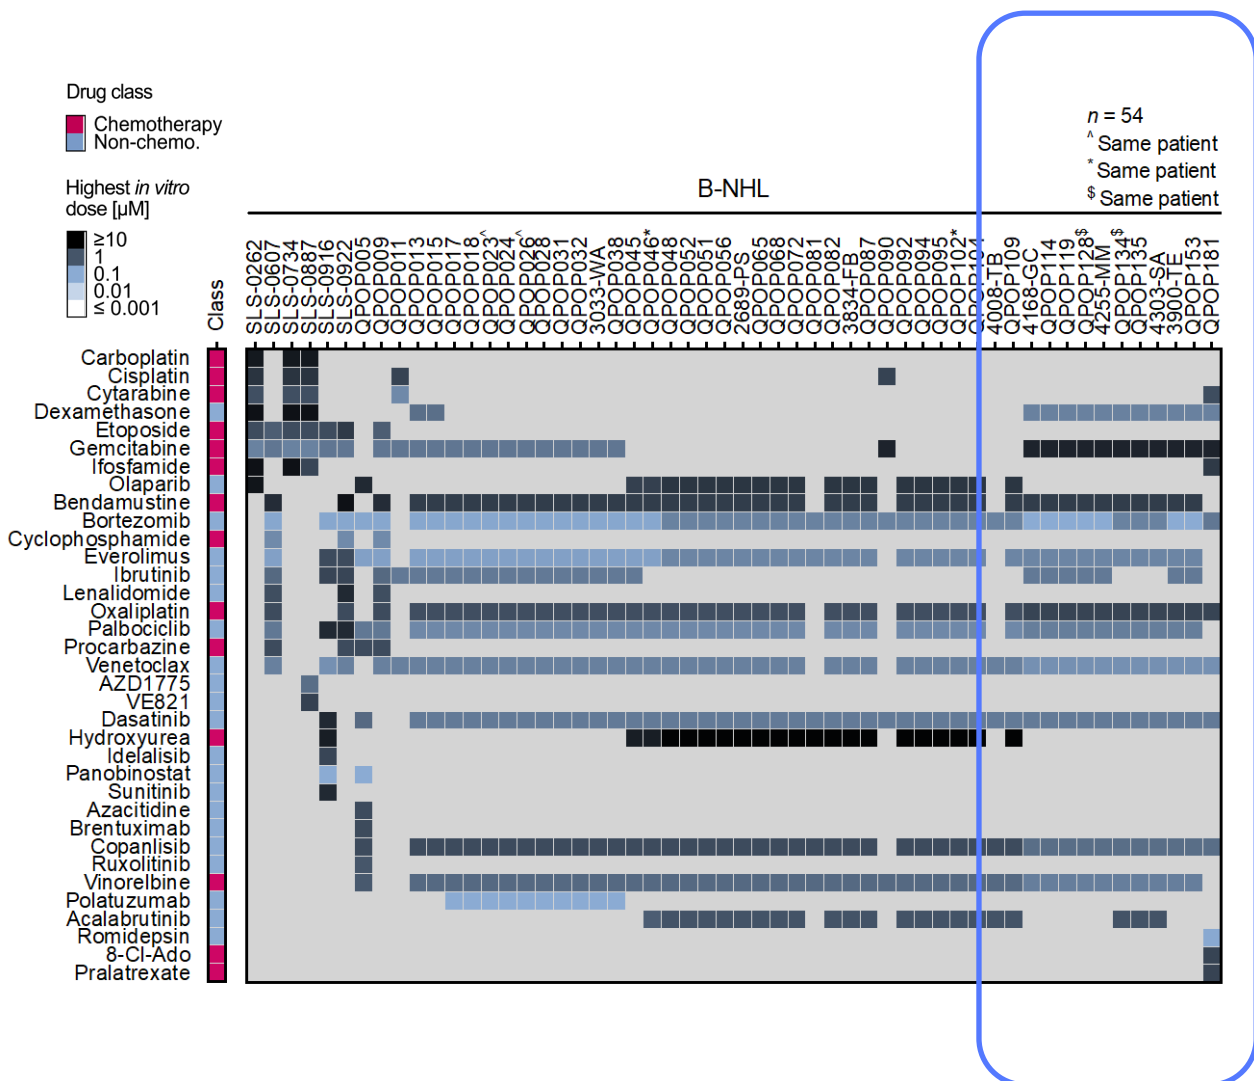 Drug class
Chemotherapy
Non-chemo.
Highest in vitro
dose [µM]
≥10
1
0.1
0.01
≤ 0.001
n = 54
^ Same patient
* Same patient
$ Same patient
B-NHL
Class
SLS-0262
SLS-0607
SLS-0734
SLS-0887
SLS-0916
SLS-0922
QPOP005
QPOP009
QPOP011
QPOP013
QPOP015
QPOP017
QPOP018
QPOP023^
QPOP024
QPOP026^
QPOP028
QPOP031
QPOP032
3033-WA
QPOP038
QPOP045
QPOP046*
QPOP048
QPOP052
QPOP051
QPOP056
2689-PS
QPOP065
QPOP068
QPOP072
QPOP081
QPOP082
3834-FB
QPOP087
QPOP090
QPOP092
QPOP094
QPOP095
QPOP102*
QPOP104
4008-TB
QPOP109
4168-GC
QPOP114
QPOP119
QPOP128$
4255-MM
QPOP134$
QPOP135
4303-SA
3900-TE
QPOP153
QPOP181
Carboplatin
Cisplatin
Cytarabine
Dexamethasone
Etoposide
Gemcitabine
Ifosfamide
Olaparib
Bendamustine
Bortezomib
Cyclophosphamide
Everolimus
Ibrutinib
Lenalidomide
Oxaliplatin
Palbociclib
Procarbazine
Venetoclax
AZD1775
VE821
Dasatinib
Hydroxyurea
Idelalisib
Panobinostat
Sunitinib
Azacitidine
Brentuximab
Copanlisib
Ruxolitinib
Vinorelbine
Polatuzumab
Acalabrutinib
Romidepsin
8-Cl-Ado
Pralatrexate